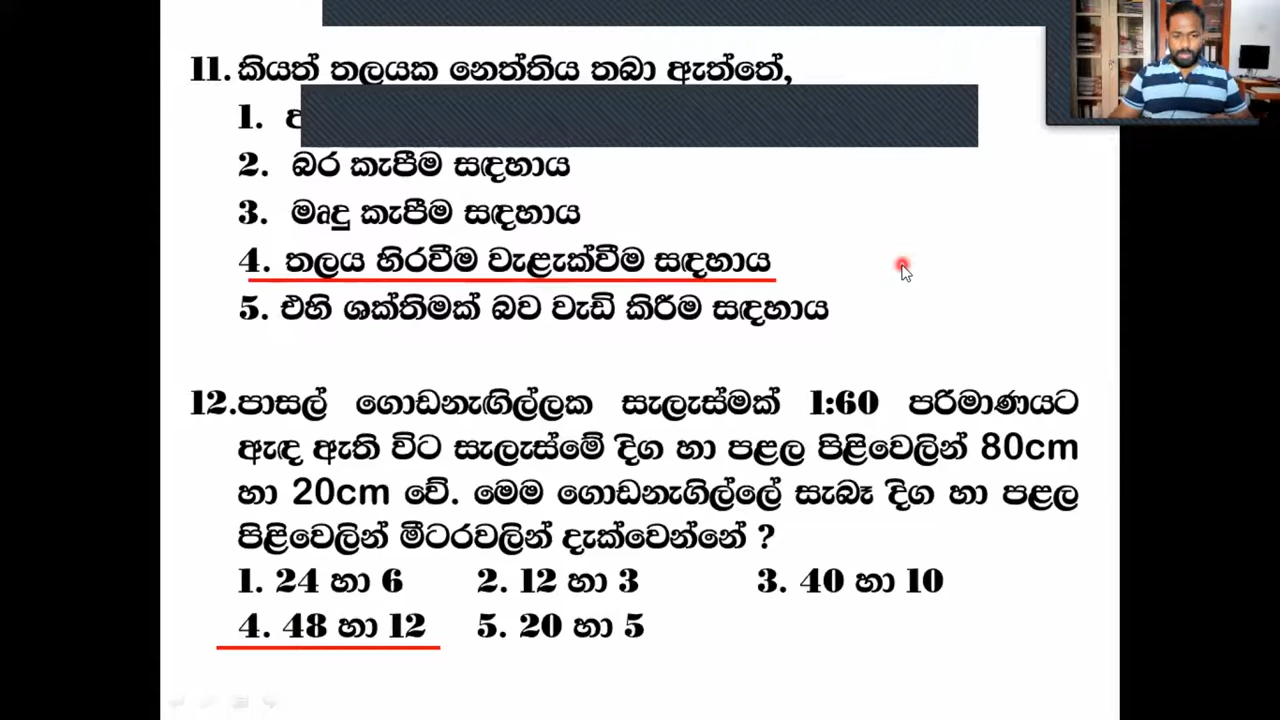 11. කියත් තලයක නෙත්තිය තබා ඇත්තේ,
1.
2. බර කැපීම සඳහාය
3. මෘදු කැපීම සඳහාය
4. තලය හිරවීම වැළැක්වීම සඳහාය
5. එහි ශක්තිමක් බව වැඩි කිරීම සඳහාය
12.පාසල් ගොඩනැඟිල්ලක සැලැස්මක් 1:60 පරිමාණයට
ඇඳ ඇති විට සැලැස්මේ දිග හා පළල පිළිවෙලින් 80cm
හා 20cm වේ. මෙම ගොඩනැගිල්ලේ සැබෑ දිග හා පළල
පිළිවෙලින් මීටරවලින් දැක්වෙන්නේ ?
1. 24 හා 6 2. 12 හා 3 3. 40 හා 10
4. 48 හා 12 5. 20 හා 5